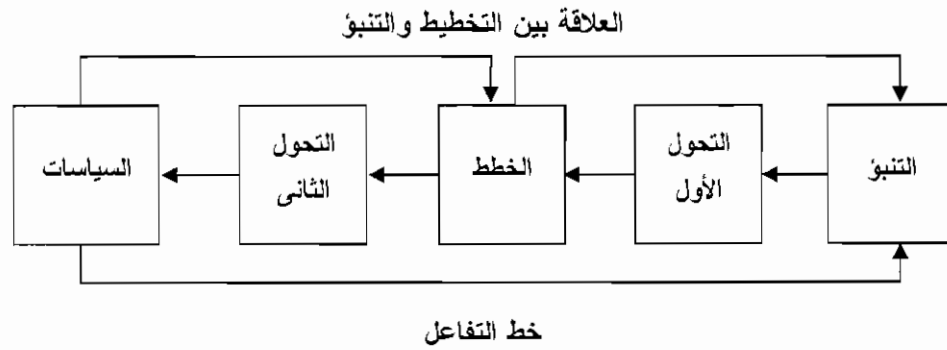 العلاقة بين التخطيط والتنبؤ
التنبؤ
التحول
الأول
الخطط
التحول
الثانى
السياسات
خط التفاعل